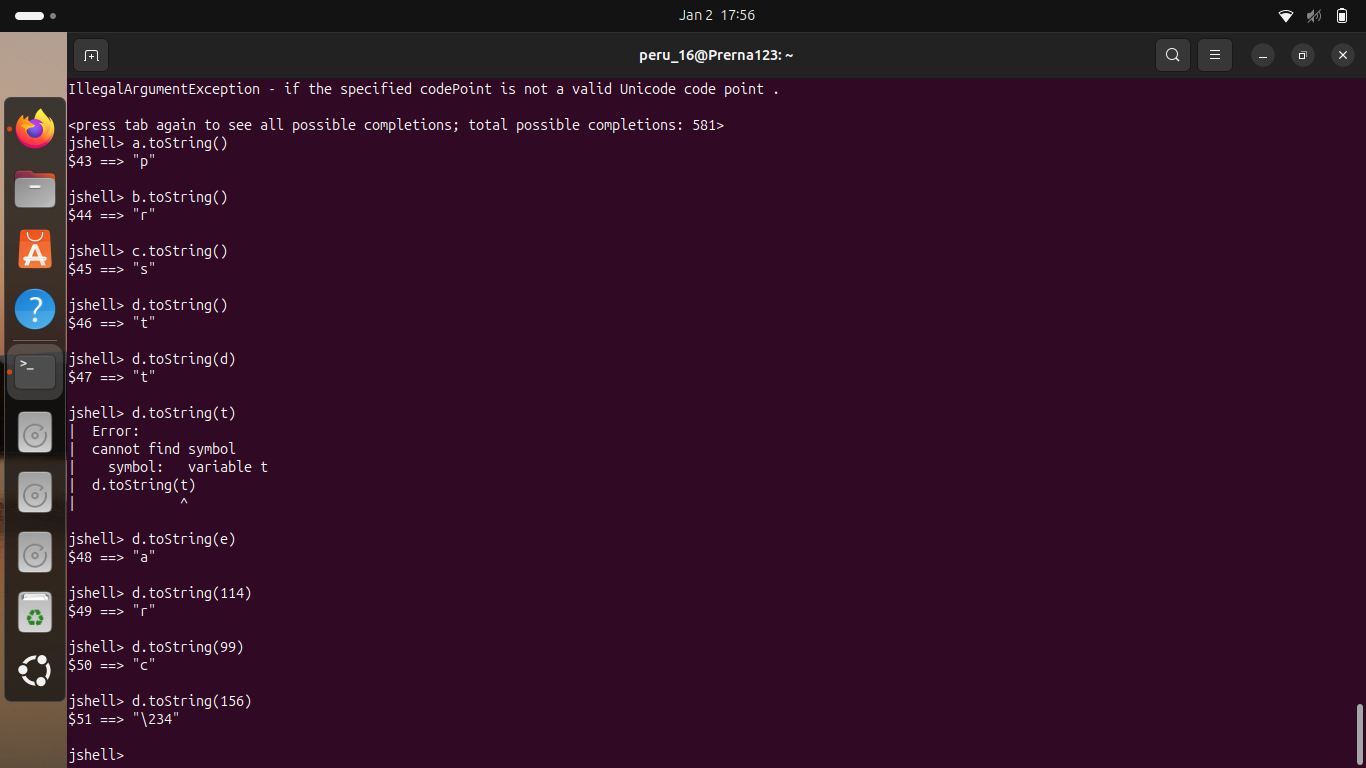 Jan 2 17:56
peru_16@Prerna123: ~
IllegalArgumentException - if the specified codePoint is not a valid Unicode code point .
<press tab again to see all possible completions; total possible completions: 581>
jshell> a.toString()
$43 ==> "p"
jshell> b.toString()
$44 ==> "r"
jshell> c.toString()
$45 ==> "s"
jshell> d.toString()
$46 ==> "t"
jshell> d.toString(d)
$47 ==> "t"
jshell> d.toString(t)
|  Error:
|  cannot find symbol
|    symbol:   variable t
|  d.toString(t)
|             ^
jshell> d.toString(e)
$48 ==> "a"
jshell> d.toString(114)
$49 ==> "r"
jshell> d.toString(99)
$50 ==> "c"
jshell> d.toString(156)
$51 ==> "\234"
jshell>